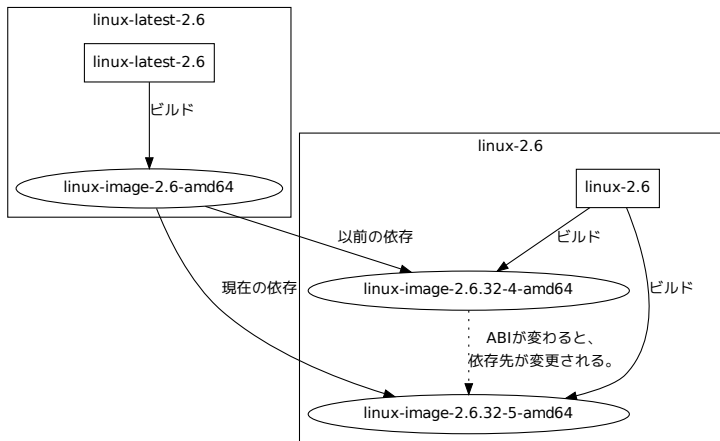 linux-latest-2.6
linux-latest-2.6
ビルド
linux-image-2.6-amd64
linux-2.6
linux-2.6
以前の依存
ビルド
現在の依存
linux-image-2.6.32-4-amd64
ビルド
ABIが変わると、
依存先が変更される。
linux-image-2.6.32-5-amd64